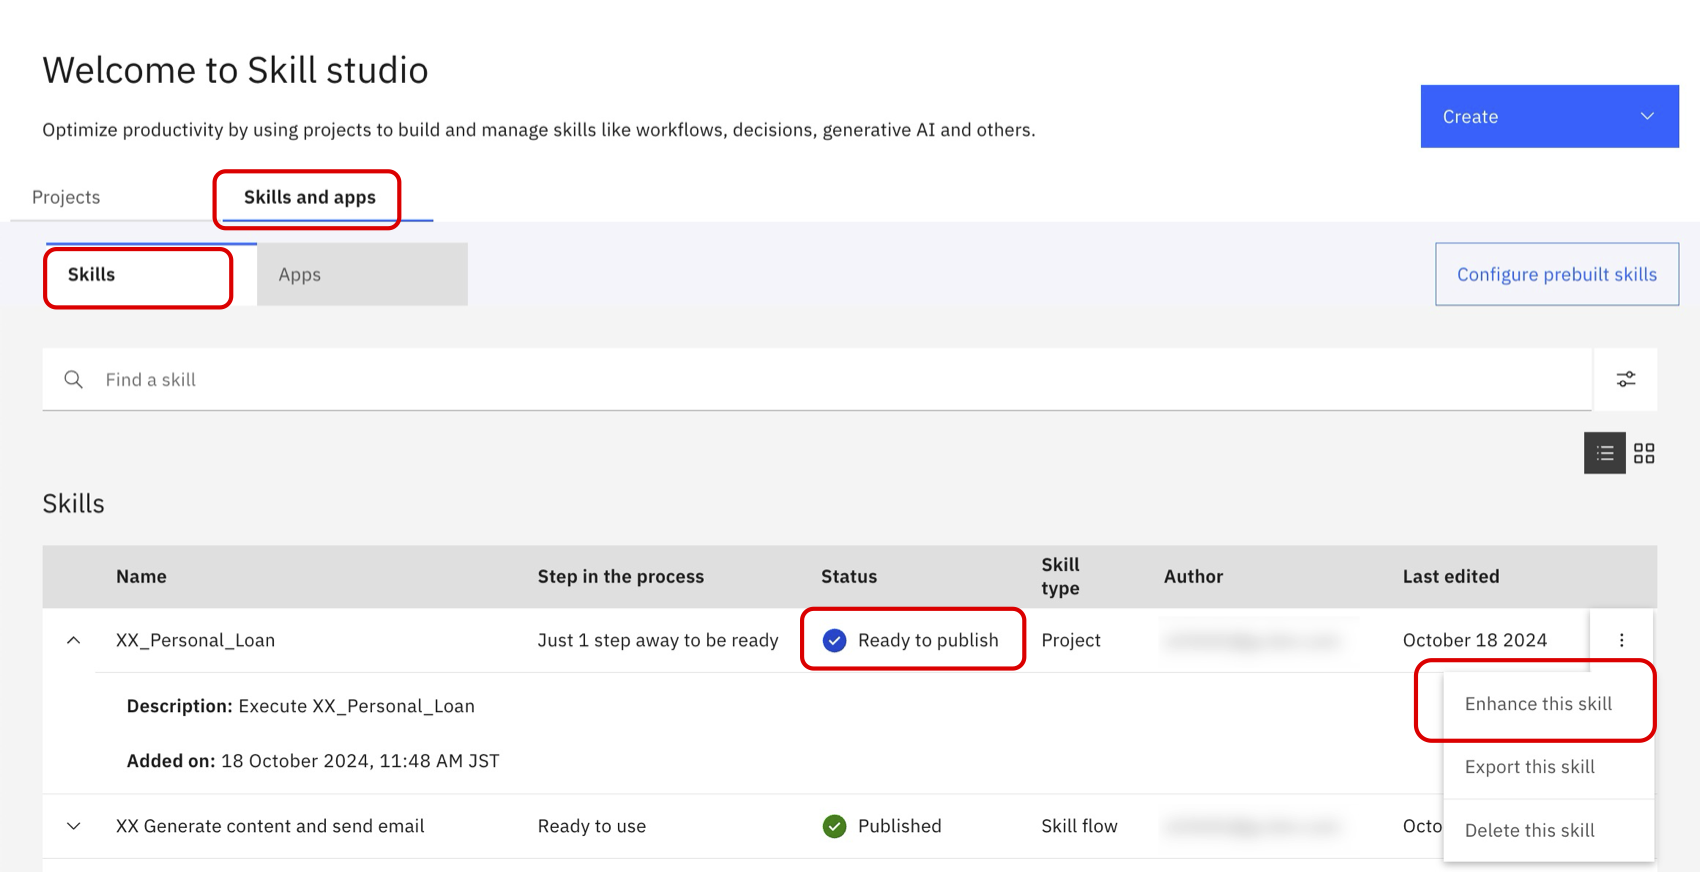 Welcome to Skill studio
Optimize productivity by using projects to build and manage skills like workflows, decisions, generative AI and others.
Create
Projects
Skills and apps
Skills
Apps
Configure prebuilt skills
Find a skill
Skills
Name
Step in the process
Status
Skill type
Author
Last edited
XX_Personal_Loan
Just 1 step away to be ready
Ready to publish
Project
October 18 2024
Enhance this skill
Description: Execute XX_Personal_Loan
Added on: 18 October 2024, 11:48 AM JST
Export this skill
XX Generate content and send email
Ready to use
Published
Skill flow
Octo
Delete this skill